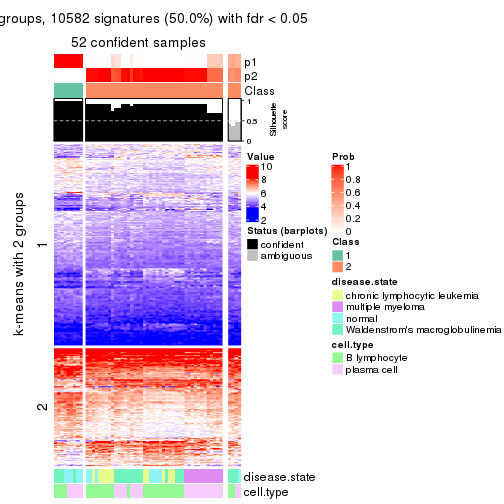 groups, 10582 signatures (50.0%) with fdr < 0.05
52 confident samples
p1
p2
Class
1
0.5
0
Silhouette
score
k-means with 2 groups
1
2
Value
10
8
6
4
2
Status (barplots)
confident
ambiguous
Prob
1
0.8
0.6
0.4
0.2
0
Class
1
2
disease.state
chronic lymphocytic leukemia
multiple myeloma
normal
Waldenstrom's macroglobulinemia
cell.type
B lymphocyte
plasma cell
disease.state
cell.type